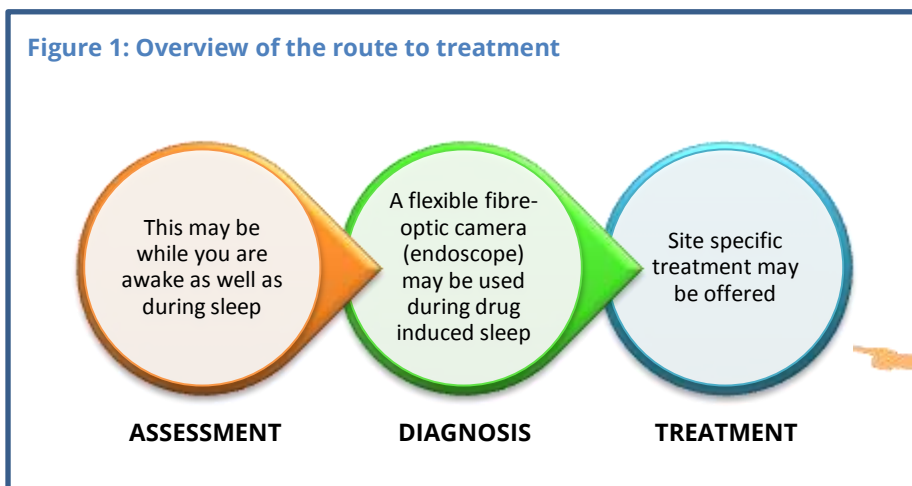 Figure 1: Overview of the route to treatment
This may be
while you are
awake as well as
during sleep
A flexible fibre-
optic camera
(endoscope)
may be used
during drug
induced sleep
Site specific
treatment may
be offered
ASSESSMENT
DIAGNOSIS
TREATMENT